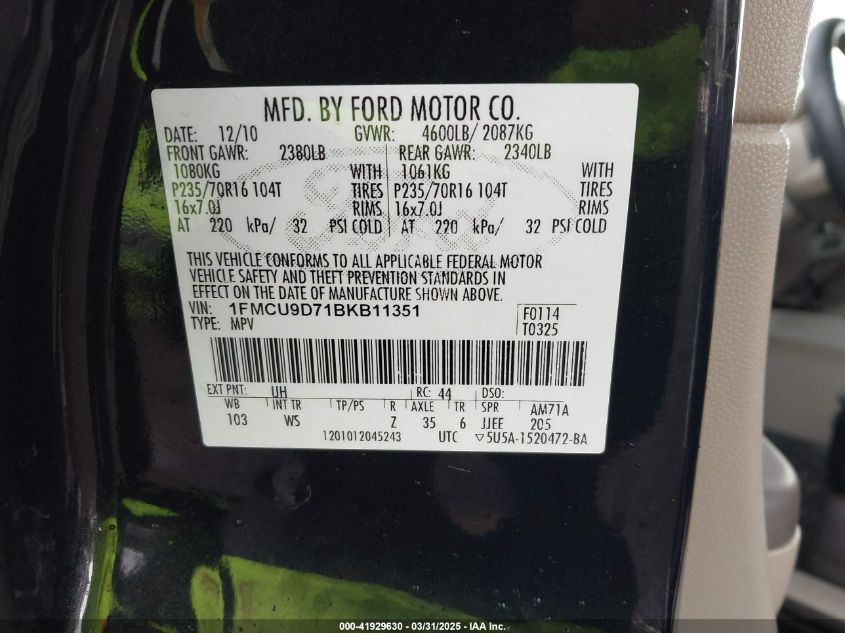 MFD. BY FORD MOTOR CO.
DATE: 12/10 GVWR: 4600LB/ 2087KG
FRONT GAWR: 2380LB REAR GAWR: 2340LB
1080KG WITH 1061KG WITH
P235/70R16 104T TIRES P235/70R16 104T TIRES
16x7.0J RIMS 16x7.0J RIMS
AT 220 kPa/ 32 PSI COLD AT 220 kPa/ 32 PSI COLD
THIS VEHICLE CONFORMS TO ALL APPLICABLE FEDERAL MOTOR
VEHICLE SAFETY AND THEFT PREVENTION STANDARDS IN
EFFECT ON THE DATE OF MANUFACTURE SHOWN ABOVE.
VIN: 1FMCU9D71BKB11351 F0114
TYPE: MPV T0325
EXT PNT: UH RC: 44 DSO:
WB INT TR TP/PS R AXLE TR SPR AM71A
103 WS Z 35 6 JJEE 205
1201012045243 UTC ▽5U5A-1520472-BA
000-41929630 - 03/31/2025 - IAA Inc.